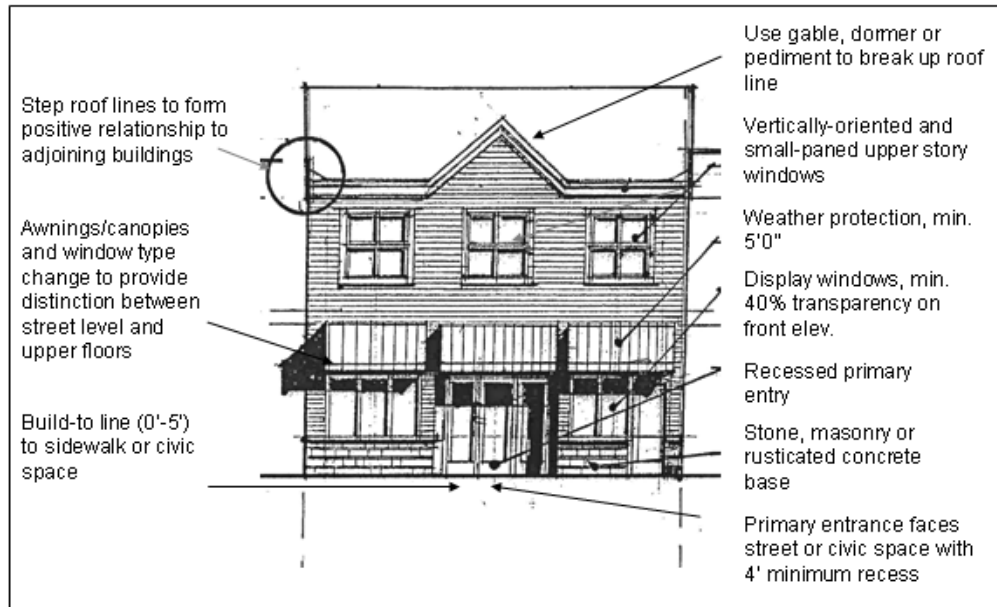 Step roof lines to form
positive relationship to
adjoining buildings
Awnings/canopies
and window type
change to provide
distinction between
street level and
upper floors
Build-to line (0'-5')
to sidewalk or civic
space
Use gable, dormer or
pediment to break up roof
line
Vertically-oriented and
small-paned upper story
windows
Weather protection, min.
5'0"
Display windows, min.
40% transparency on
front elev.
Recessed primary
entry
Stone, masonry or
rusticated concrete
base
Primary entrance faces
street or civic space with
4' minimum recess